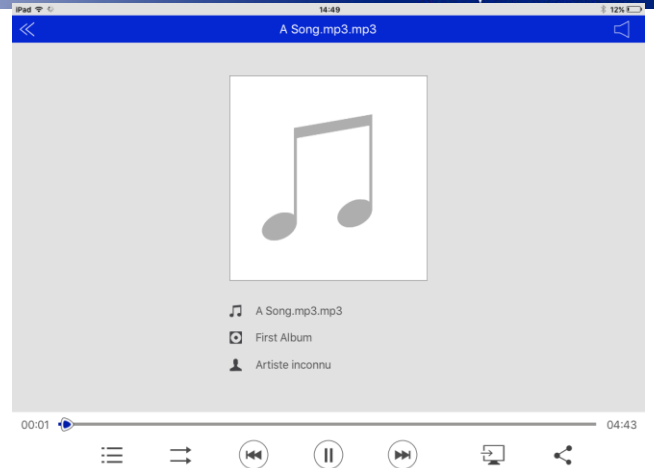 iPad 14:49 12%
A Song.mp3.mp3
A Song.mp3.mp3
First Album
Artiste inconnu
00:01 04:43